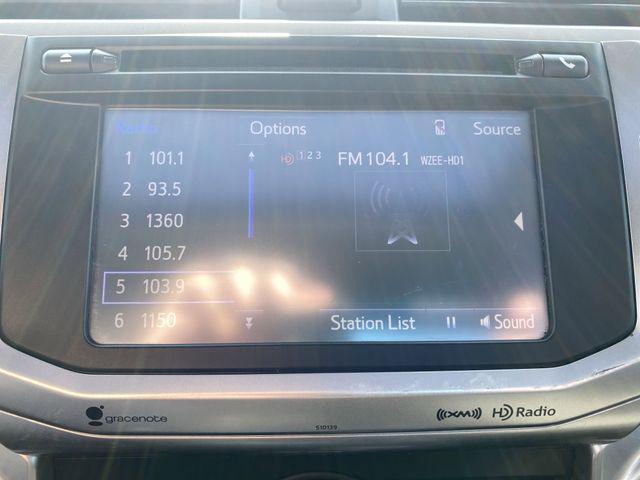 Radio Options Source
1 101.1
HD 1 2 3 FM 104.1 WZEE-HD1
2 93.5
3 1360
4 105.7
5 103.9
6 1150
Station List Sound
gracenote
((XM)) HD Radio
510139